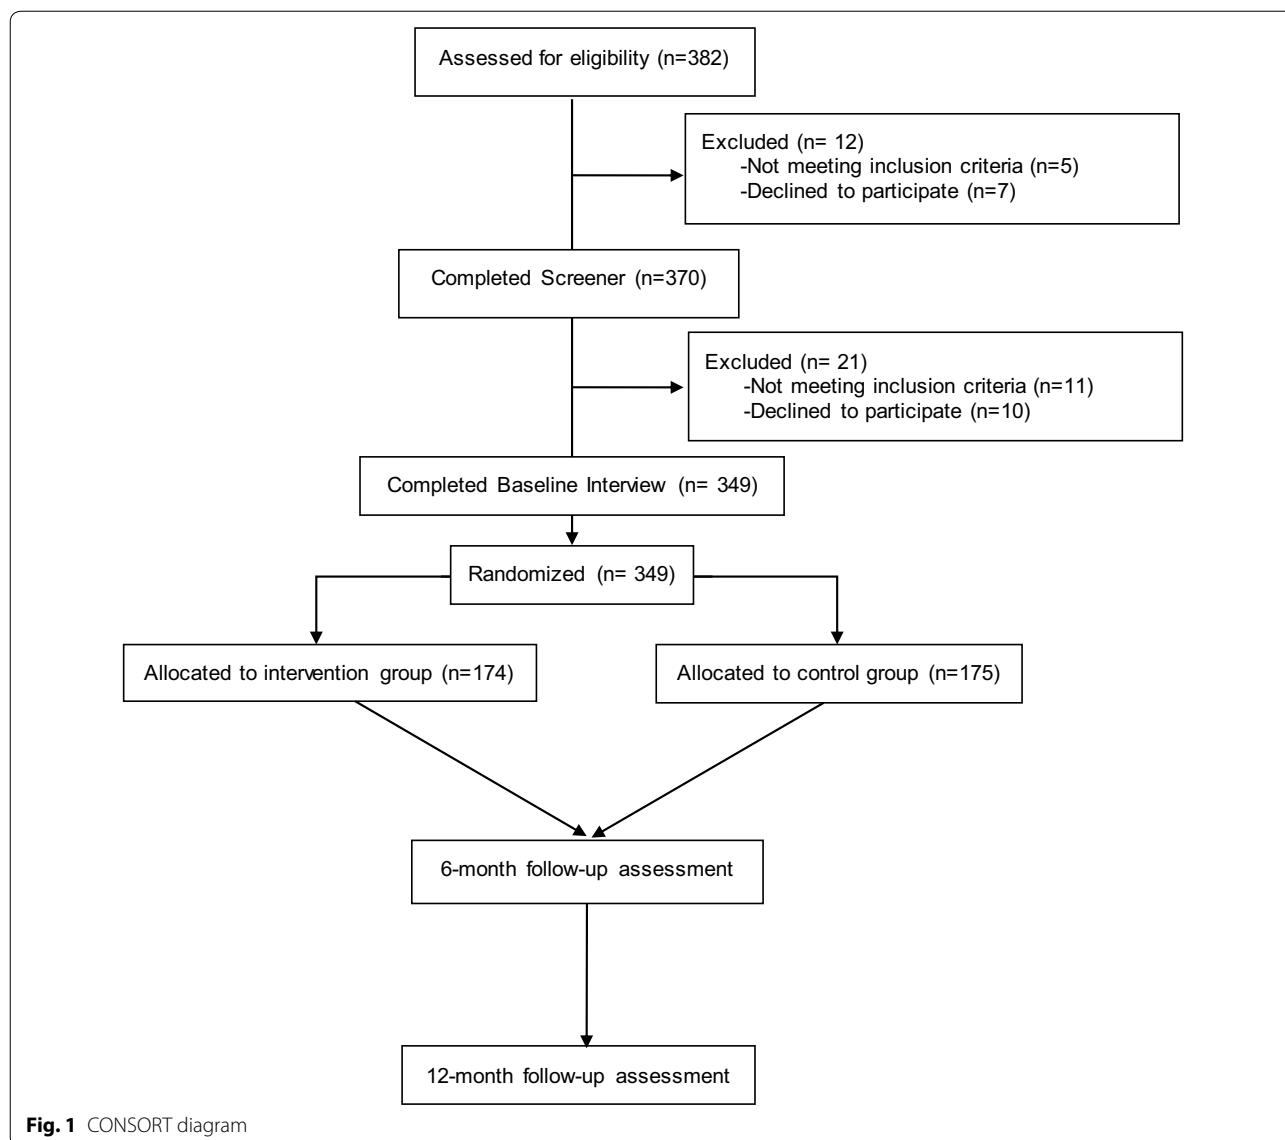 Assessed for eligibility (n=382)
Excluded (n= 12)
-Not meeting inclusion criteria (n=5)
-Declined to participate (n=7)
Completed Screener (n=370)
Excluded (n= 21)
-Not meeting inclusion criteria (n=11)
-Declined to participate (n=10)
Completed Baseline Interview (n= 349)
Randomized (n= 349)
Allocated to intervention group (n=174)
Allocated to control group (n=175)
6-month follow-up assessment
12-month follow-up assessment
Fig. 1 CONSORT diagram